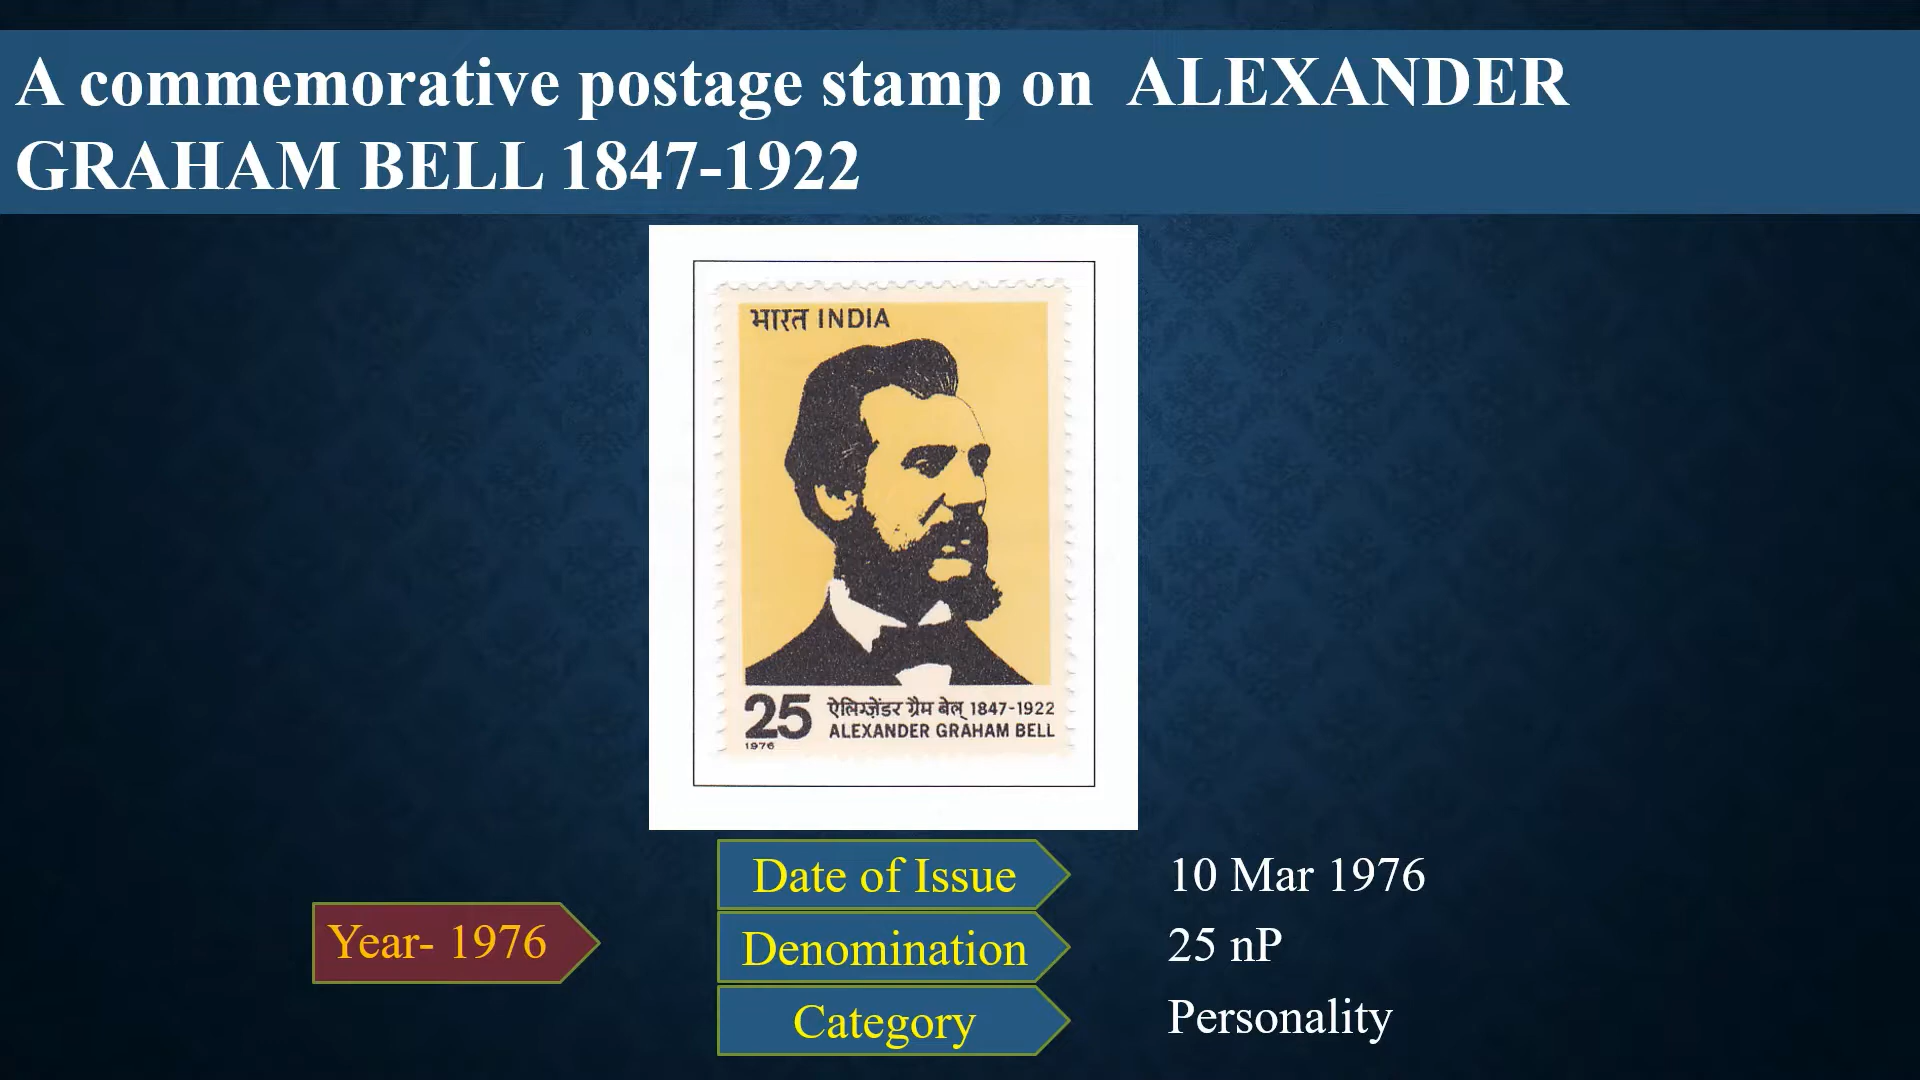 A commemorative postage stamp on ALEXANDER
GRAHAM BELL 1847-1922
भारत INDIA
25 ऐलिग्ज़ेंडर ग्रैम बेल् 1847-1922
ALEXANDER GRAHAM BELL
1976
Date of Issue 10 Mar 1976
Year- 1976
Denomination 25 nP
Category Personality